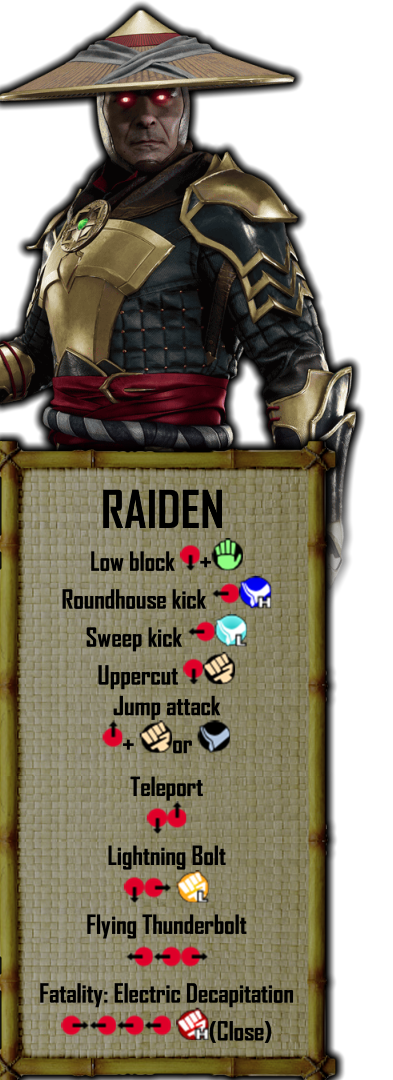 RAIDEN
Low block +
Roundhouse kick H
Sweep kick L
Uppercut
Jump attack
+ or
Teleport
Lightning Bolt
L
Flying Thunderbolt
Fatality: Electric Decapitation
H (Close)